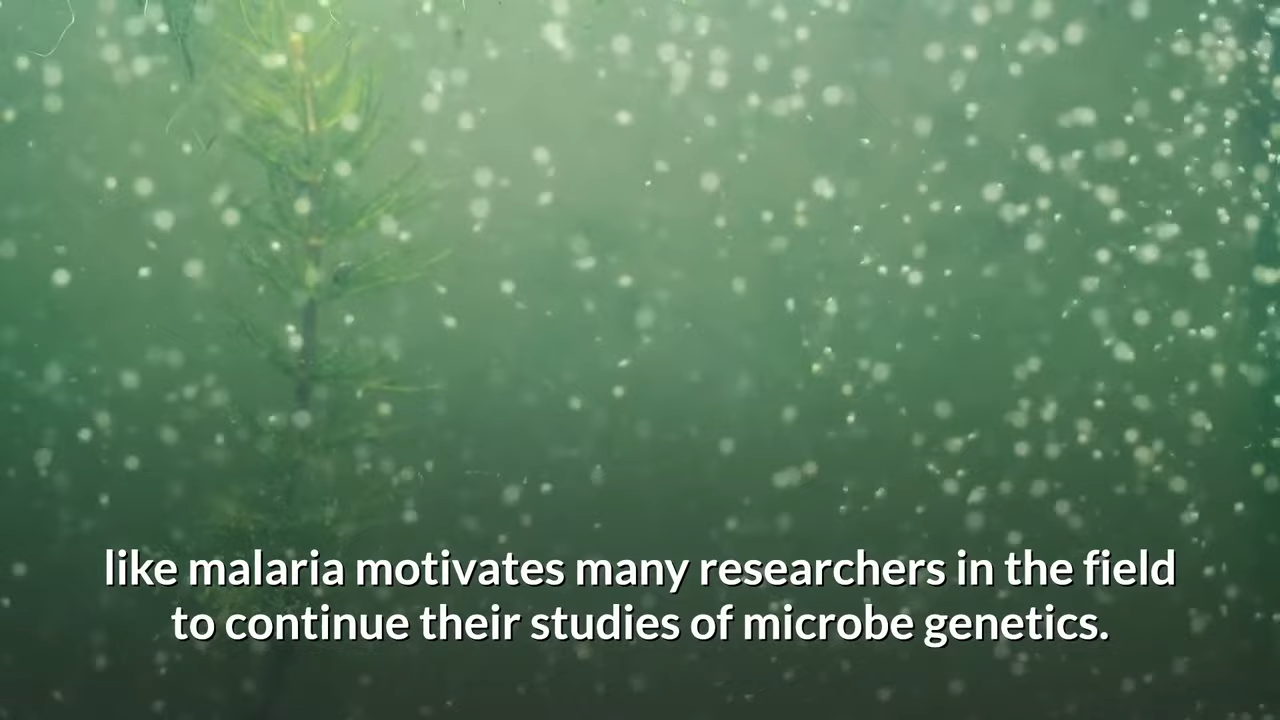 like malaria motivates many researchers in the field
to continue their studies of microbe genetics.